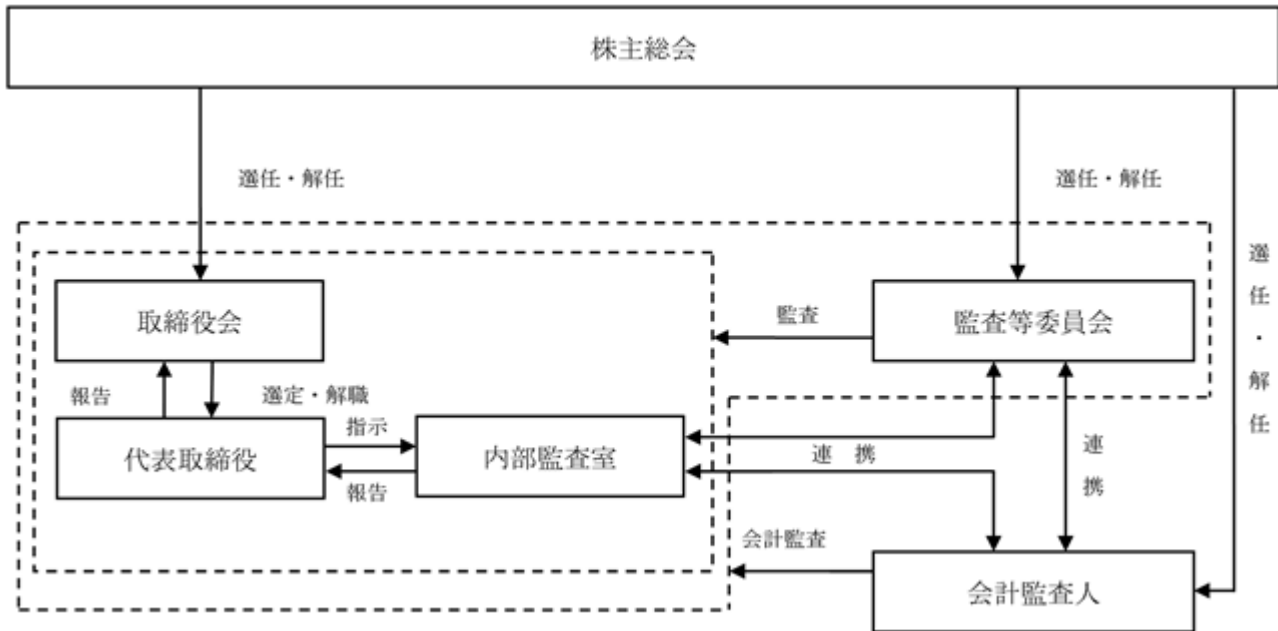 株主総会
選任・解任
選任・解任
選任・解任
取締役会
監査
監査等委員会
報告
選定・解職
代表取締役
指示
報告
内部監査室
連 携
連携
会計監査
会計監査人